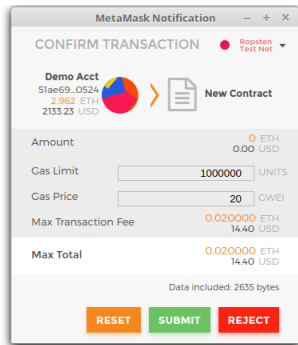 MetaMask Notification
CONFIRM TRANSACTION
Ropsten
Test Net
Demo Acct
51ae69...0524
2.962 ETH
2133.23 USD
New Contract
Amount 0 ETH
0.00 USD
Gas Limit 1000000 UNITS
Gas Price 20 GWEI
Max Transaction Fee 0.020000 ETH
14.40 USD
Max Total 0.020000 ETH
14.40 USD
Data included: 2635 bytes
RESET SUBMIT REJECT